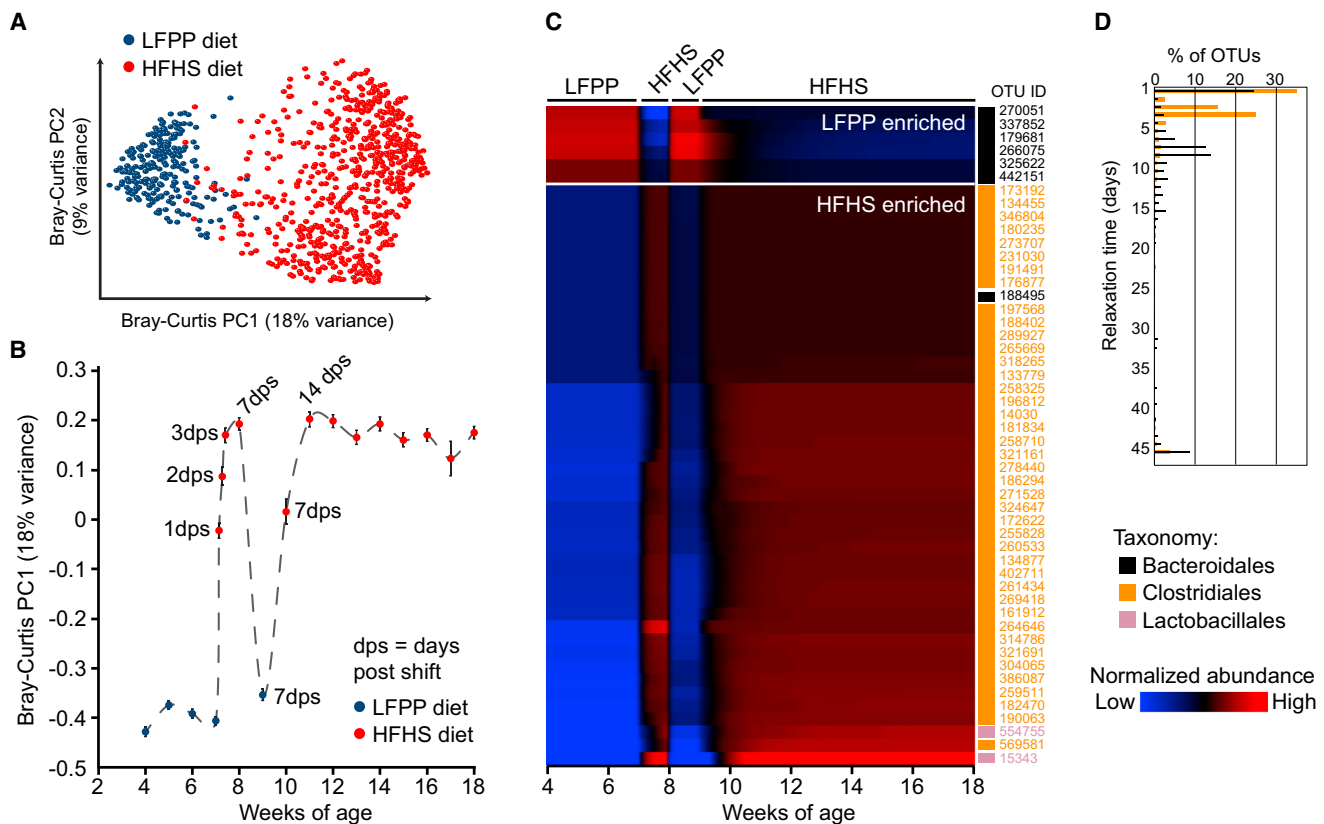 A
LFPP diet
HFHS diet
Bray-Curtis PC2
(9% variance)
Bray-Curtis PC1 (18% variance)
B
Bray-Curtis PC1 (18% variance)
0.3
0.2
0.1
0
-0.1
-0.2
-0.3
-0.4
-0.5
7dps
14 dps
3dps
2dps
1dps
7dps
7dps
dps = days
post shift
LFPP diet
HFHS diet
2 4 6 8 10 12 14 16 18
Weeks of age
C
LFPP HFHS LFPP HFHS
OTU ID
LFPP enriched
HFHS enriched
270051
337852
179681
266075
325622
442151
173192
134455
346804
180235
273707
231030
191491
176877
188495
197568
188402
289927
265669
318265
133779
258325
196812
14030
181834
258710
321161
278440
186294
271528
324647
172622
255828
260533
134877
402711
261434
269418
161912
264646
314786
321691
304065
386087
259511
182470
190063
554755
569581
15343
4 6 8 10 12 14 16 18
Weeks of age
D
% of OTUs
0 10 20 30
Relaxation time (days)
1
5
10
15
20
25
30
35
40
45
Taxonomy:
Bacteroidales
Clostridiales
Lactobacillales
Normalized abundance
Low High